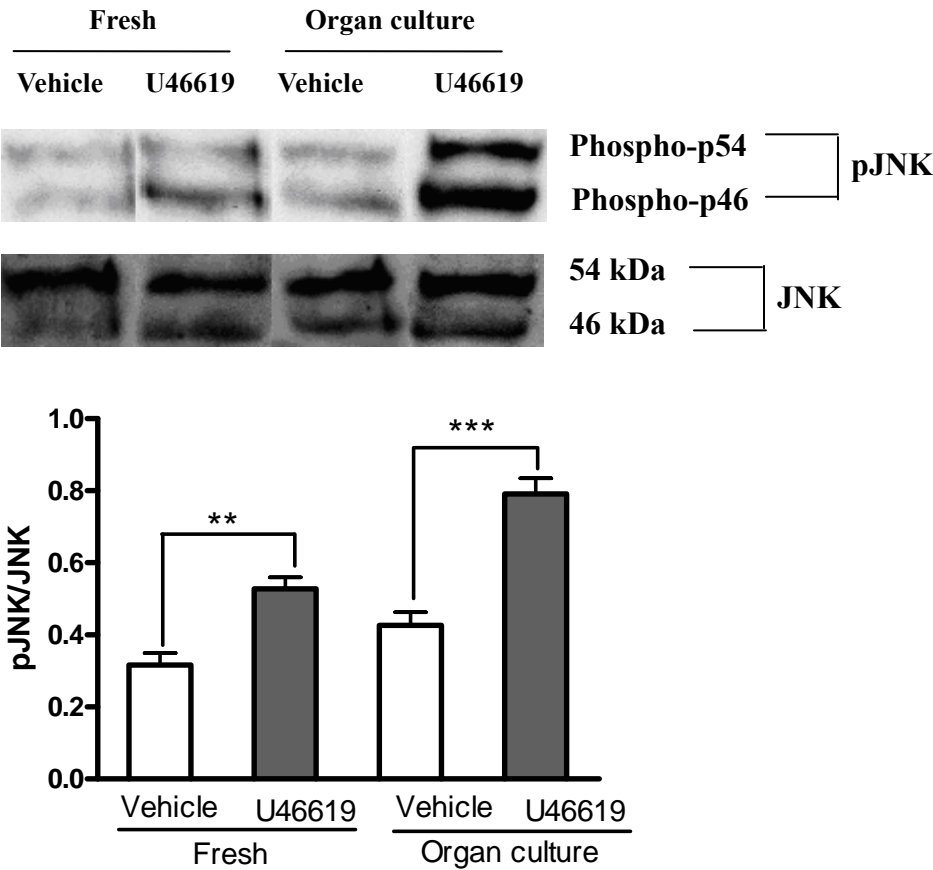 Fresh Organ culture
Vehicle U46619 Vehicle U46619
Phospho-p54
pJNK
Phospho-p46
54 kDa
JNK
46 kDa
1.0
***
0.8
**
0.6
0.4
0.2
0.0
pJNK/JNK
Vehicle U46619 Vehicle U46619
Fresh Organ culture